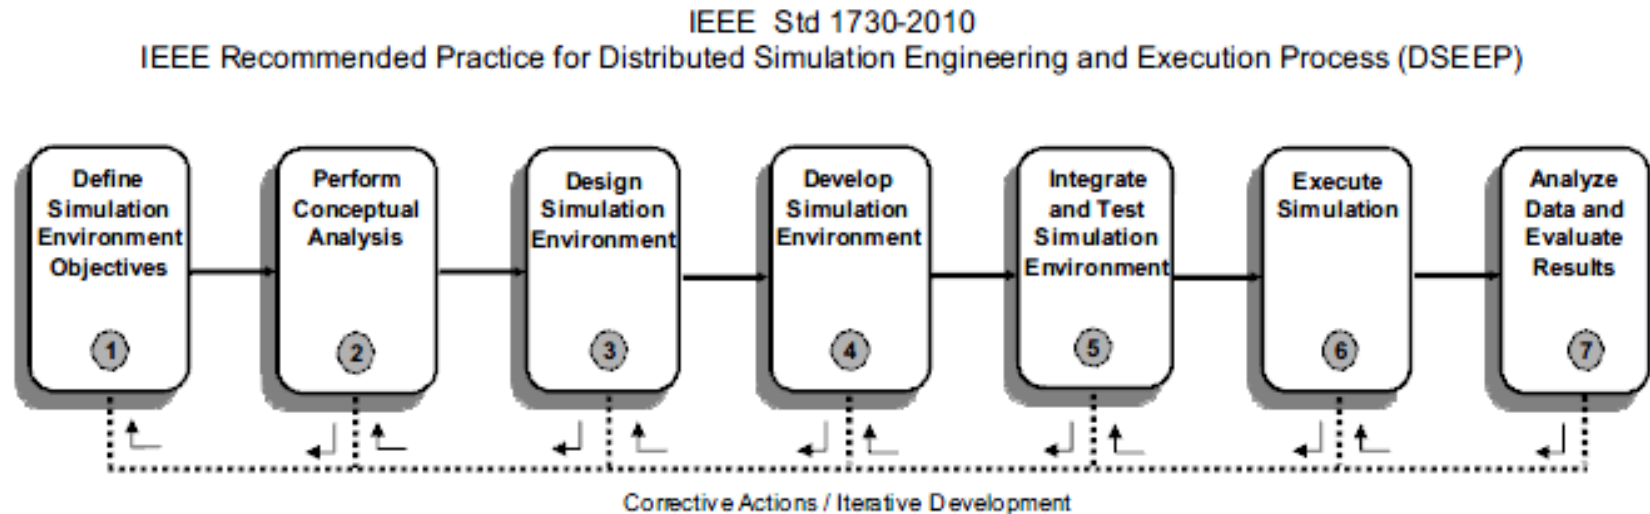 IEEE Std 1730-2010
IEEE Recommended Practice for Distributed Simulation Engineering and Execution Process (DSEEP)
Define
Simulation
Environment
Objectives
1
Perform
Conceptual
Analysis
2
Design
Simulation
Environment
3
Develop
Simulation
Environment
4
Integrate
and Test
Simulation
Environment
5
Execute
Simulation
6
Analyze
Data and
Evaluate
Results
7
Corrective Actions / Iterative Development